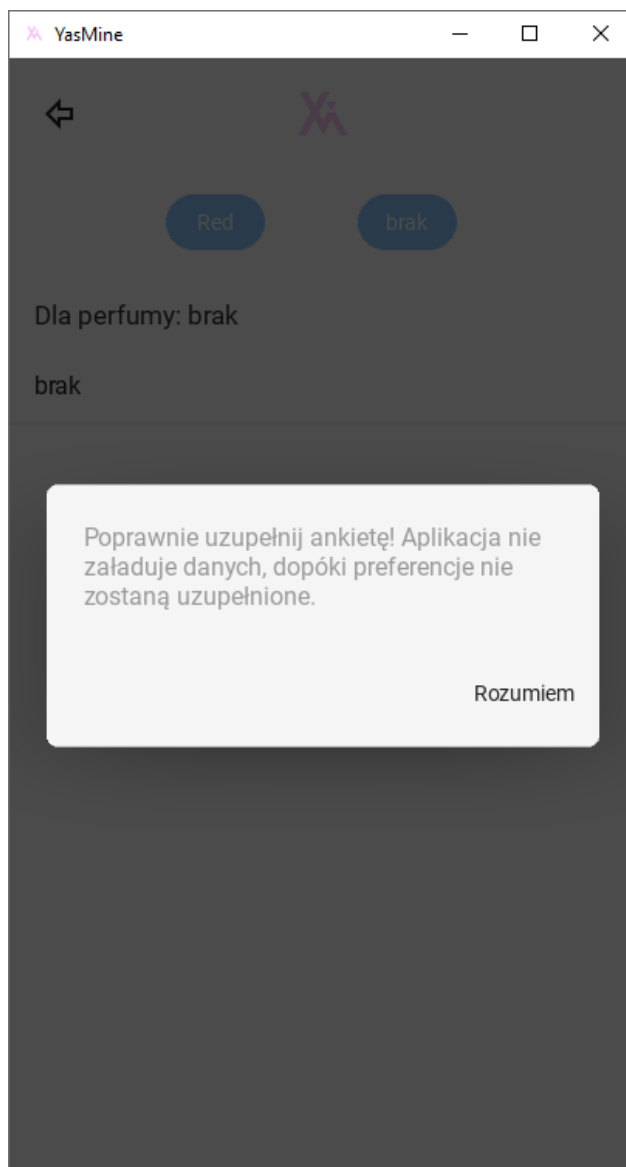 YasMine
Red
brak
Dla perfumy: brak
brak
Poprawnie uzupełnij ankietę! Aplikacja nie
załaduje danych, dopóki preferencje nie
zostaną uzupełnione.
Rozumiem